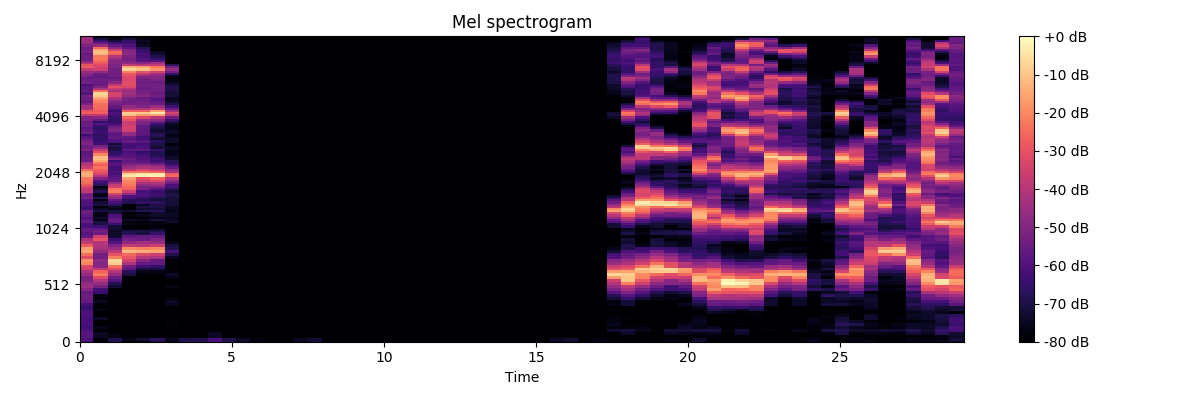 Mel spectrogram
8192
4096
2048
1024
512
0
Hz
0 5 10 15 20 25
Time
+0 dB
-10 dB
-20 dB
-30 dB
-40 dB
-50 dB
-60 dB
-70 dB
-80 dB